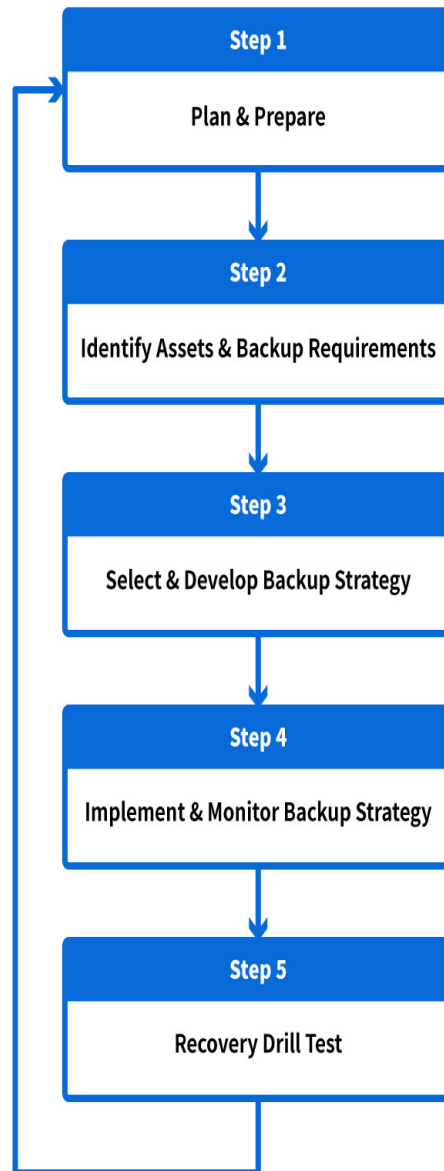 Step 1
Plan & Prepare
Step 2
Identify Assets & Backup Requirements
Step 3
Select & Develop Backup Strategy
Step 4
Implement & Monitor Backup Strategy
Step 5
Recovery Drill Test